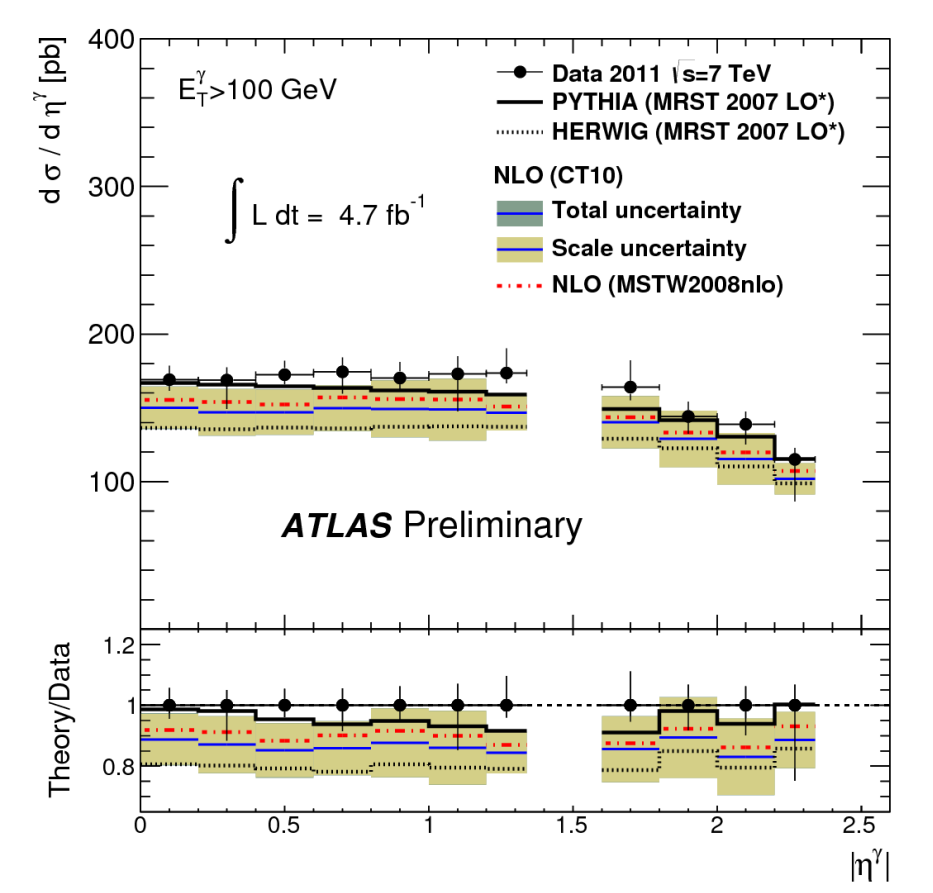 dσ / dη^γ [pb]
400
300
200
100
E_T^γ>100 GeV
∫ L dt = 4.7 fb^-1
Data 2011 √s=7 TeV
PYTHIA (MRST 2007 LO*)
HERWIG (MRST 2007 LO*)
NLO (CT10)
Total uncertainty
Scale uncertainty
NLO (MSTW2008nlo)
ATLAS Preliminary
Theory/Data
1.2
1
0.8
0 0.5 1 1.5 2 2.5
|η^γ|